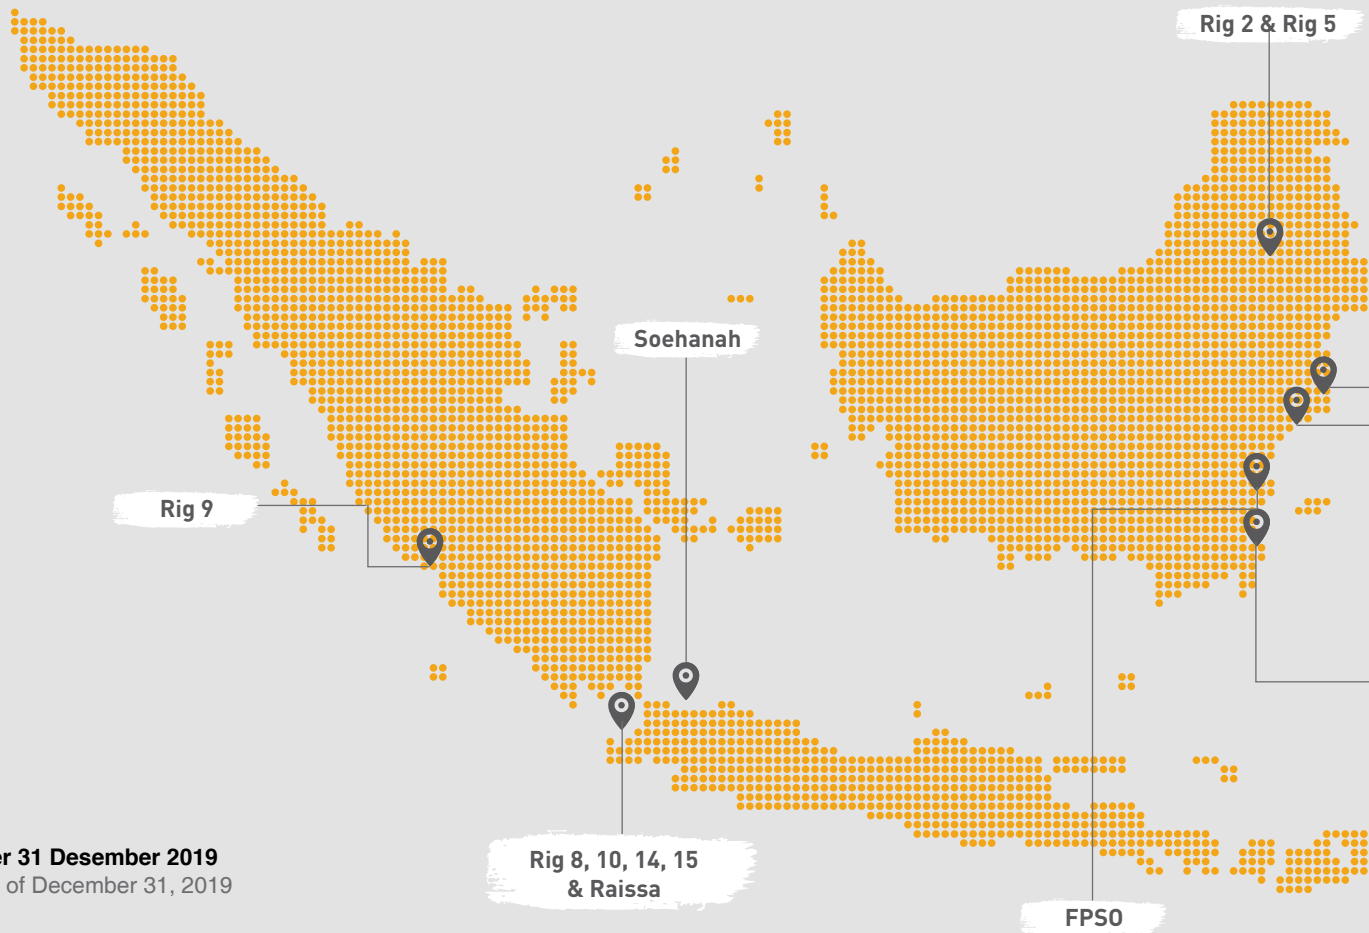 Rig 2 & Rig 5
Soehanah
Rig 9
Rig 8, 10, 14, 15
& Raissa
FPSO
31 Desember 2019
of December 31, 2019